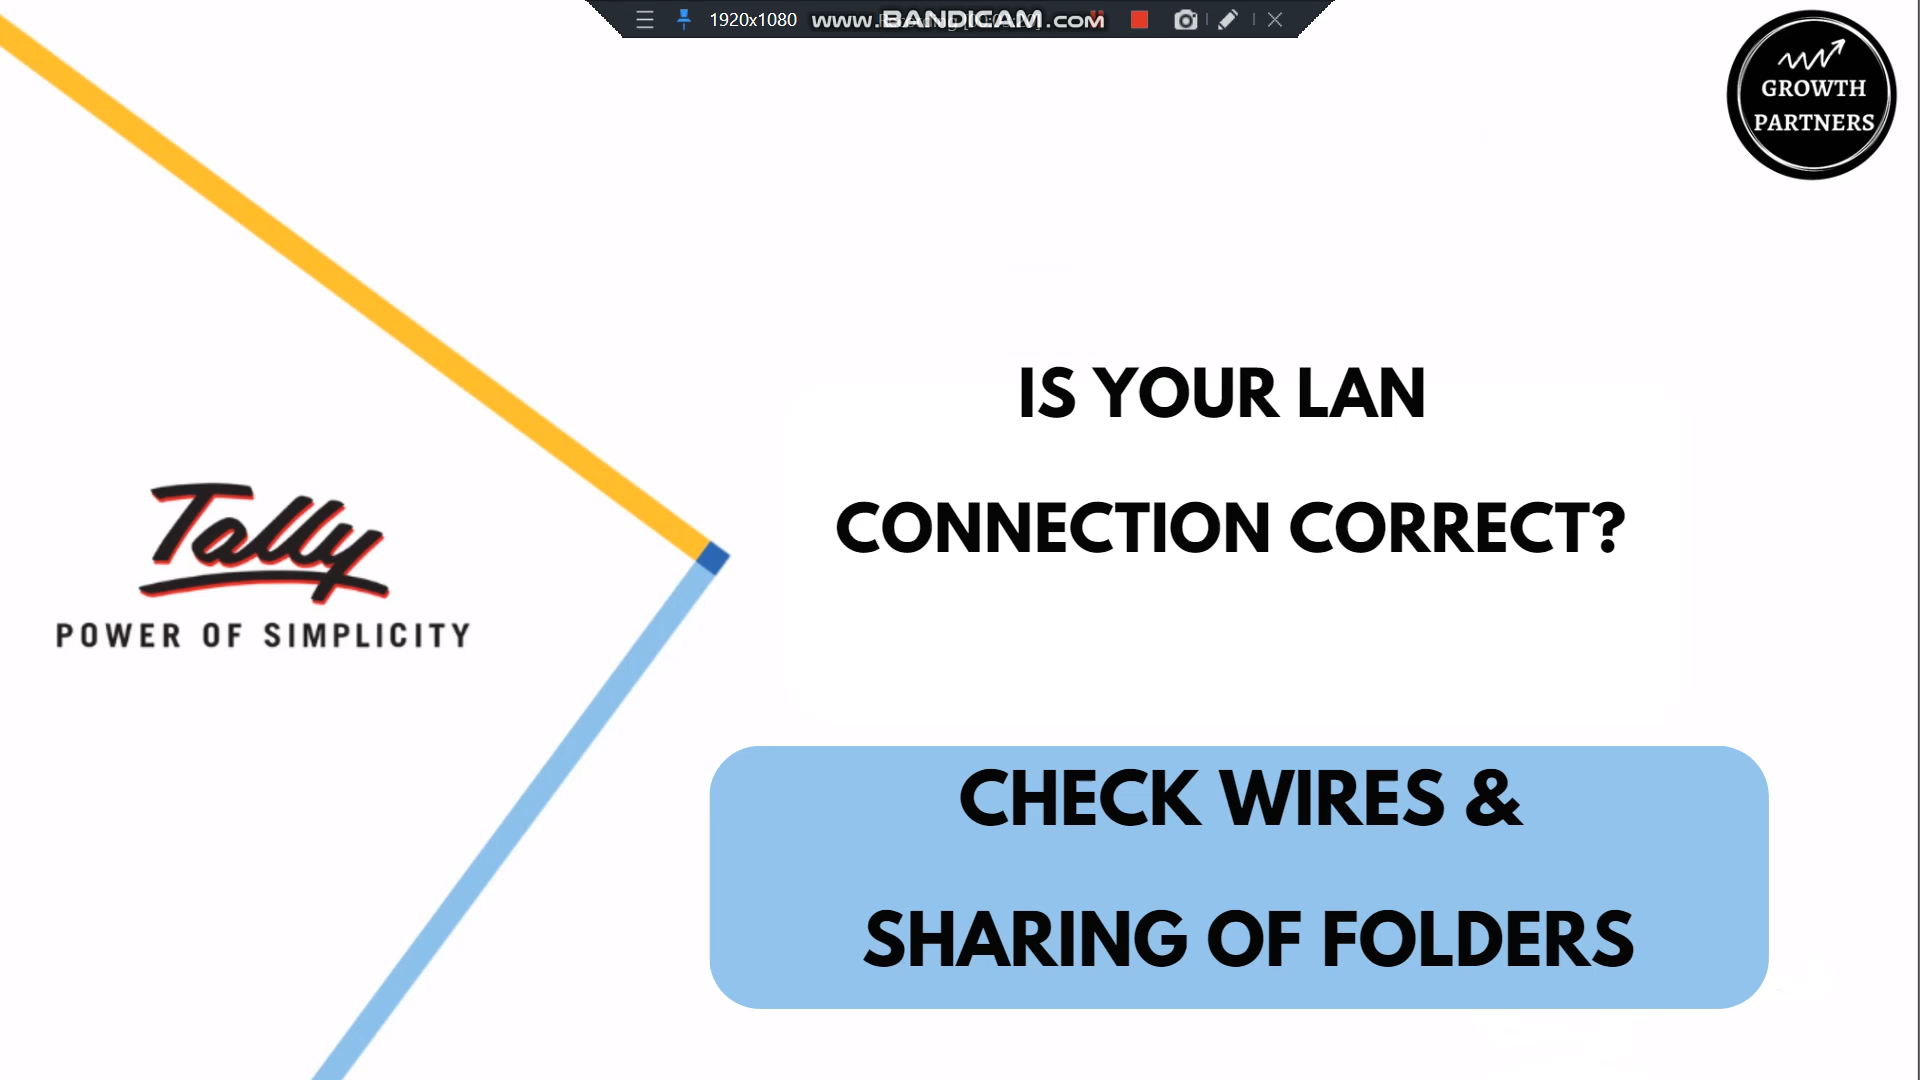 1920x1080
www.BANDICAM.com
GROWTH
PARTNERS
IS YOUR LAN
CONNECTION CORRECT?
Tally
POWER OF SIMPLICITY
CHECK WIRES &
SHARING OF FOLDERS